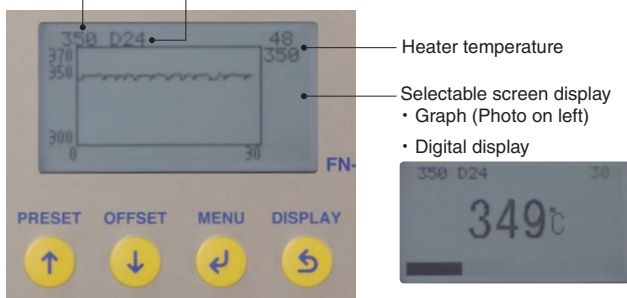 350 D24 48
370 350
350
300
0 30
FN-
PRESET OFFSET MENU DISPLAY
Heater temperature
Selectable screen display
・Graph (Photo on left)
・Digital display
350 D24 30
349℃